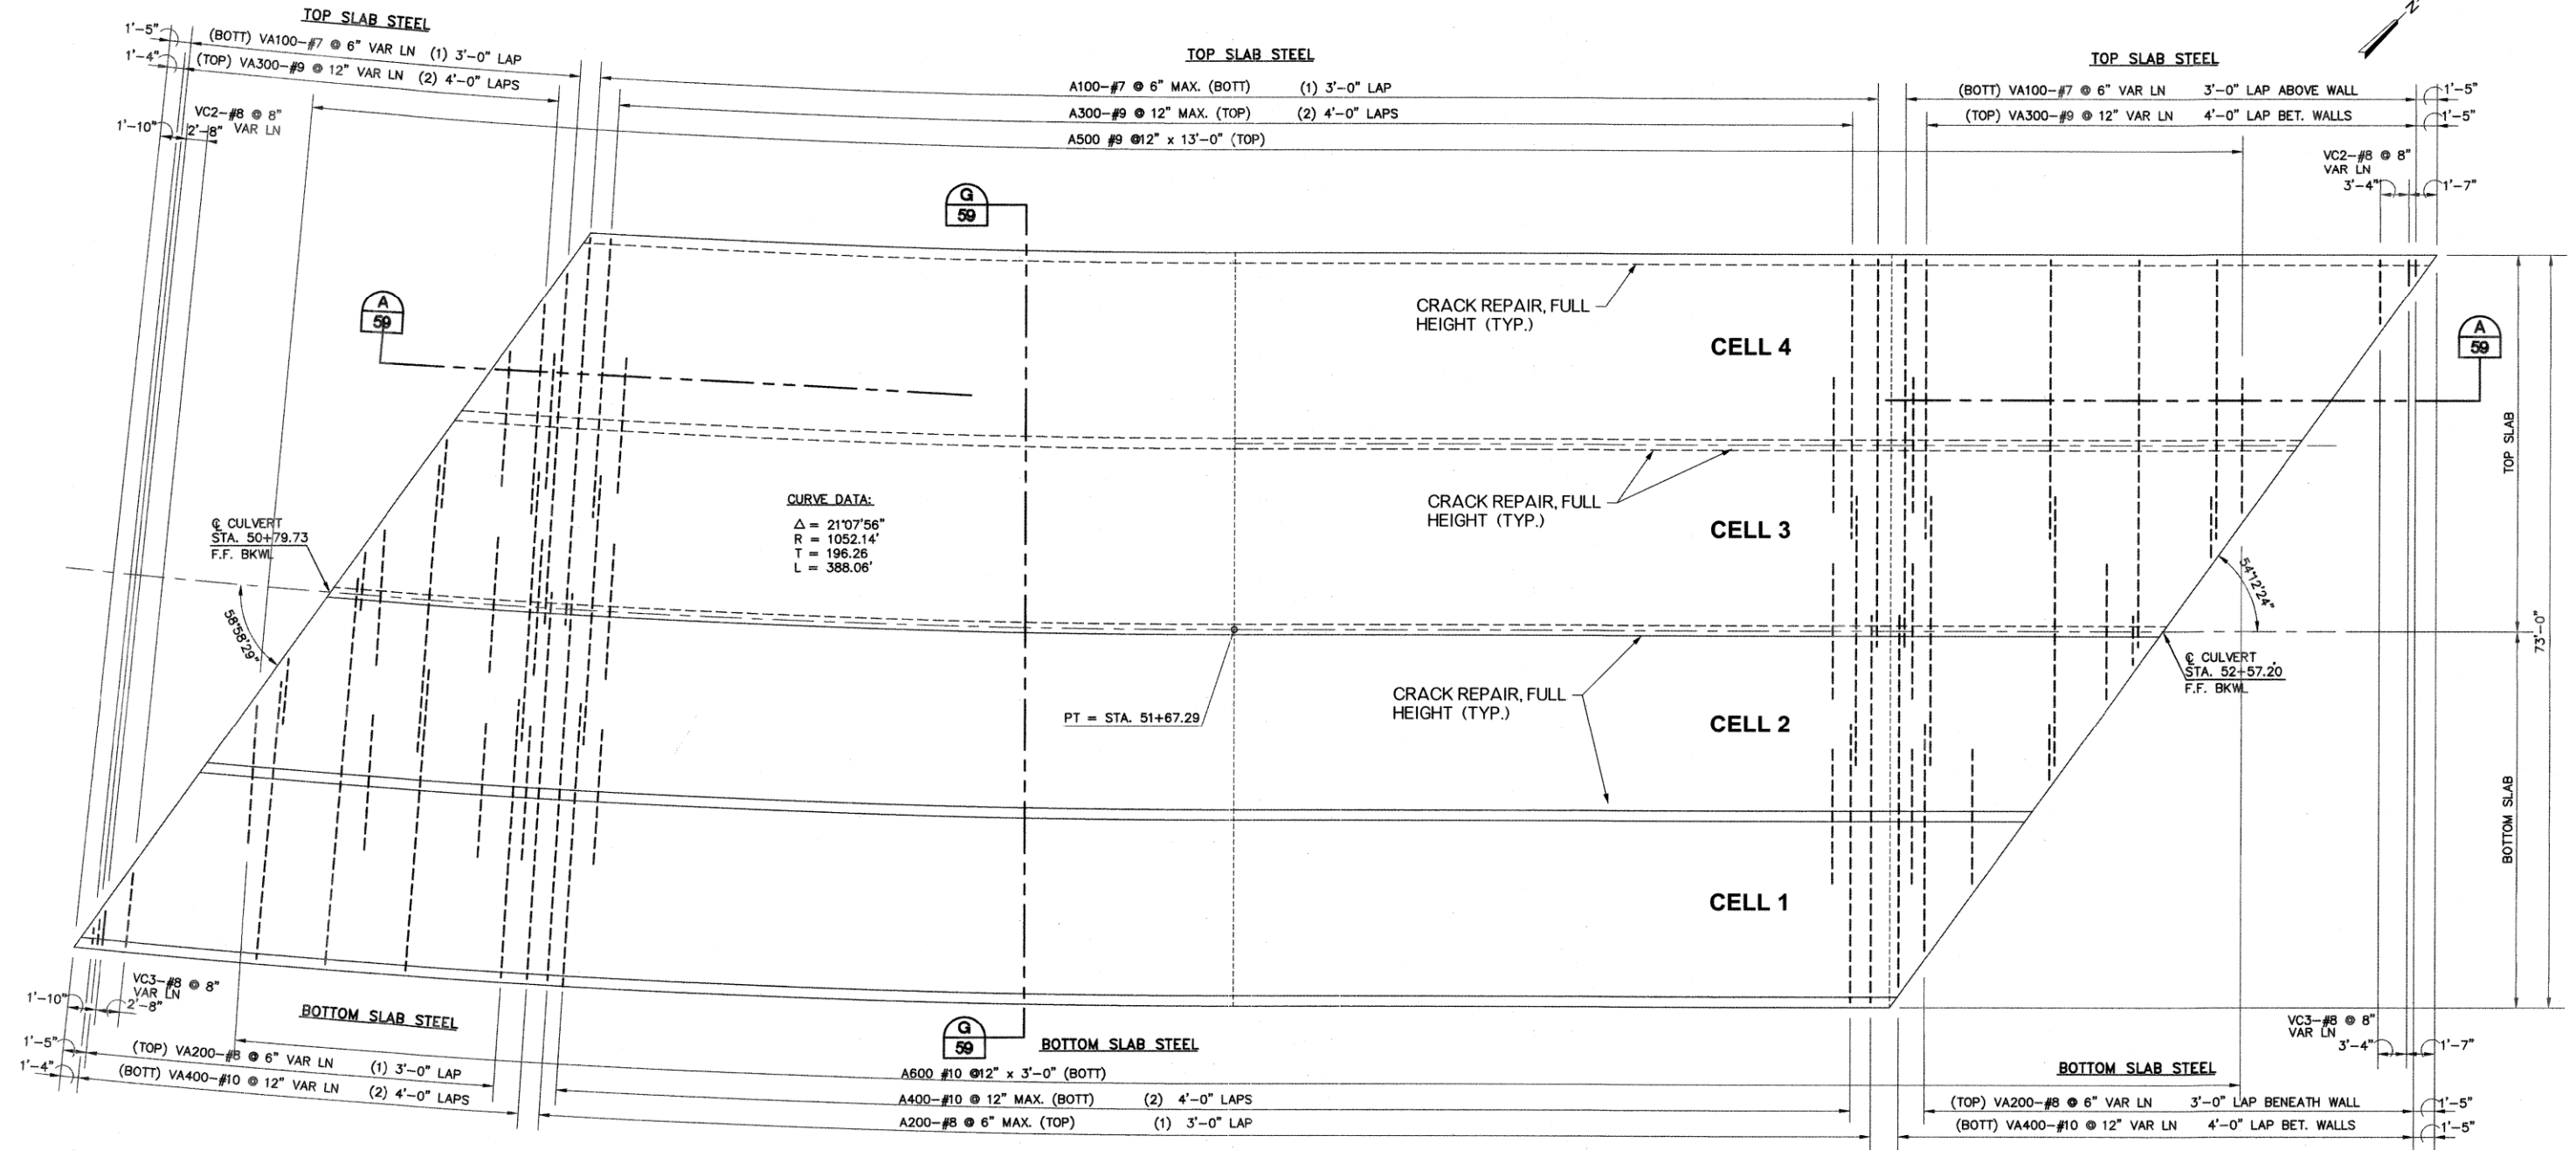 TOP SLAB STEEL
1'-5"
(BOTT) VA100-#7 @ 6" VAR LN (1) 3'-0" LAP
1'-4"
(TOP) VA300-#9 @ 12" VAR LN (2) 4'-0" LAPS
VC2-#8 @ 8"
VAR LN
1'-10"
2'-8"
TOP SLAB STEEL
A100-#7 @ 6" MAX. (BOTT) (1) 3'-0" LAP
A300-#9 @ 12" MAX. (TOP) (2) 4'-0" LAPS
A500 #9 @12" x 13'-0" (TOP)
TOP SLAB STEEL
(BOTT) VA100-#7 @ 6" VAR LN 3'-0" LAP ABOVE WALL
1'-5"
(TOP) VA300-#9 @ 12" VAR LN 4'-0" LAP BET. WALLS
1'-5"
VC2-#8 @ 8"
VAR LN
3'-4"
1'-7"
N
G
59
A
59
A
59
CRACK REPAIR, FULL
HEIGHT (TYP.)
CELL 4
TOP SLAB
CURVE DATA:
Δ = 21°07'56"
R = 1052.14'
T = 196.26
L = 388.06'
CRACK REPAIR, FULL
HEIGHT (TYP.)
CELL 3
℄ CULVERT
STA. 50+79.73
F.F. BKWL
58°58'29"
54°12'24"
73'-0"
℄ CULVERT
STA. 52+57.20
F.F. BKWL
PT = STA. 51+67.29
CRACK REPAIR, FULL
HEIGHT (TYP.)
CELL 2
BOTTOM SLAB
CELL 1
VC3-#8 @ 8"
VAR LN
1'-10"
2'-8"
BOTTOM SLAB STEEL
1'-5"
(TOP) VA200-#8 @ 6" VAR LN (1) 3'-0" LAP
1'-4"
(BOTT) VA400-#10 @ 12" VAR LN (2) 4'-0" LAPS
G
59
BOTTOM SLAB STEEL
A600 #10 @12" x 3'-0" (BOTT)
A400-#10 @ 12" MAX. (BOTT) (2) 4'-0" LAPS
A200-#8 @ 6" MAX. (TOP) (1) 3'-0" LAP
VC3-#8 @ 8"
VAR LN
3'-4"
1'-7"
BOTTOM SLAB STEEL
(TOP) VA200-#8 @ 6" VAR LN 3'-0" LAP BENEATH WALL
1'-5"
(BOTT) VA400-#10 @ 12" VAR LN 4'-0" LAP BET. WALLS
1'-5"